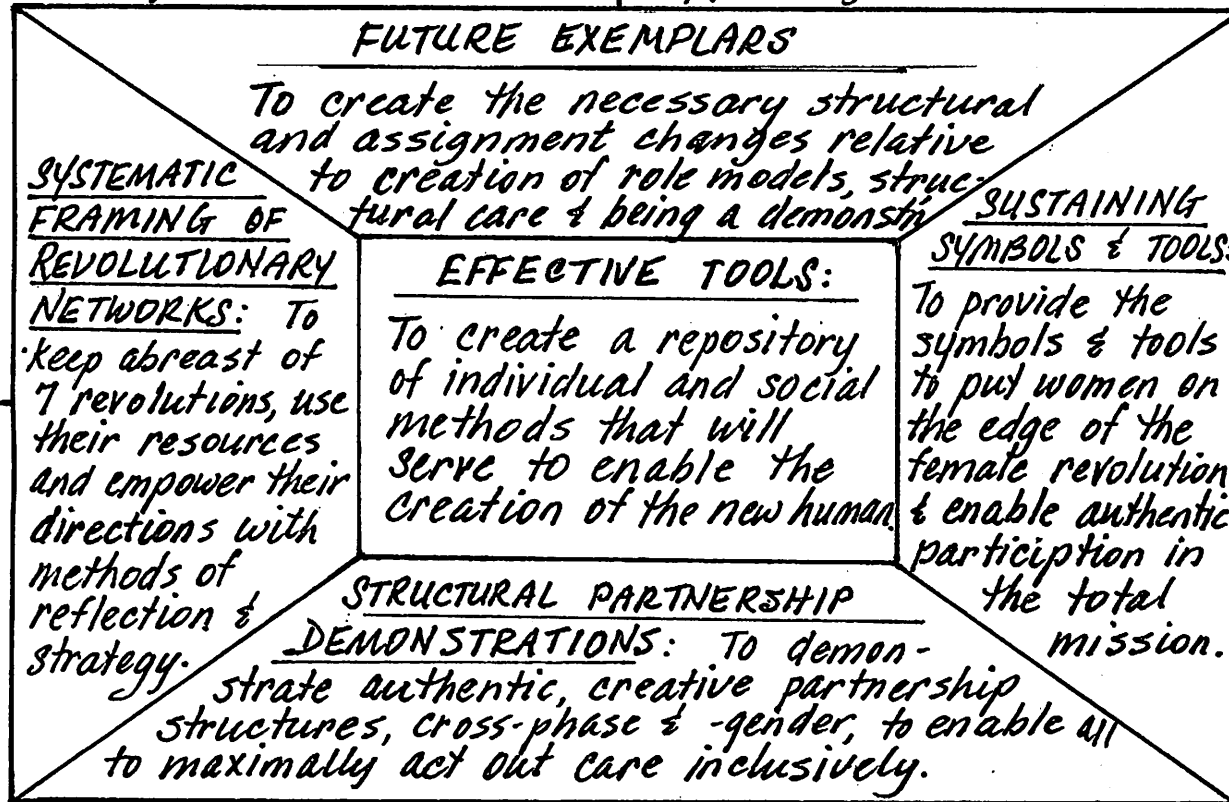 FUTURE EXEMPLARS
To create the necessary structural
and assignment changes relative
to creation of role models, struc-
tural care & being a demonstn
SYSTEMATIC
FRAMING OF
REVOLUTIONARY
NETWORKS: To
keep abreast of
7 revolutions, use
their resources
and empower their
directions with
methods of
reflection &
strategy.
EFFECTIVE TOOLS:
To create a repository
of individual and social
methods that will
serve to enable the
creation of the new human.
SUSTAINING
SYMBOLS & TOOLS:
To provide the
symbols & tools
to put women on
the edge of the
female revolution
& enable authentic
particiption in
the total
mission.
STRUCTURAL PARTNERSHIP
DEMONSTRATIONS: To demon-
strate authentic, creative partnership
structures, cross-phase & -gender, to enable all
to maximally act out care inclusively.